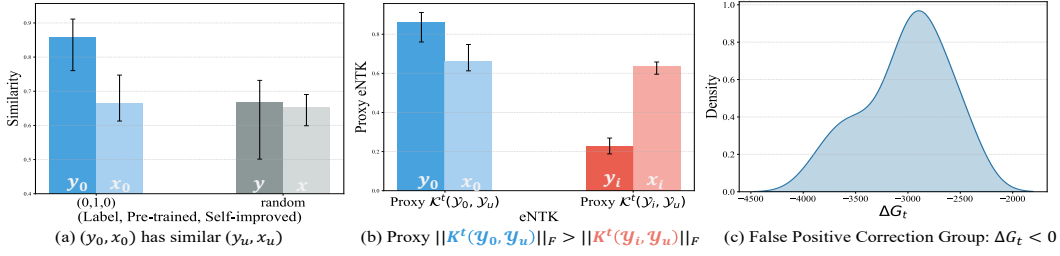 Similarity
0.9
0.8
0.7
0.6
0.5
0.4
y₀
x₀
y
x
(0,1,0)
random
(Label, Pre-trained, Self-improved)
(a) (y₀, x₀) has similar (yᵤ, xᵤ)
Proxy eNTK
0.8
0.6
0.4
0.2
0.0
y₀
x₀
yᵢ
xᵢ
Proxy 𝒦ᵗ(𝒴₀, 𝒴ᵤ)
Proxy 𝒦ᵗ(𝒴ᵢ, 𝒴ᵤ)
eNTK
(b) Proxy ||𝑲ᵗ(𝓨₀, 𝓨ᵤ)||F > ||𝑲ᵗ(𝓨ᵢ, 𝓨ᵤ)||F
Density
1.0
0.8
0.6
0.4
0.2
0.0
−4500
−4000
−3500
−3000
−2500
−2000
ΔGₜ
(c) False Positive Correction Group: ΔGₜ < 0